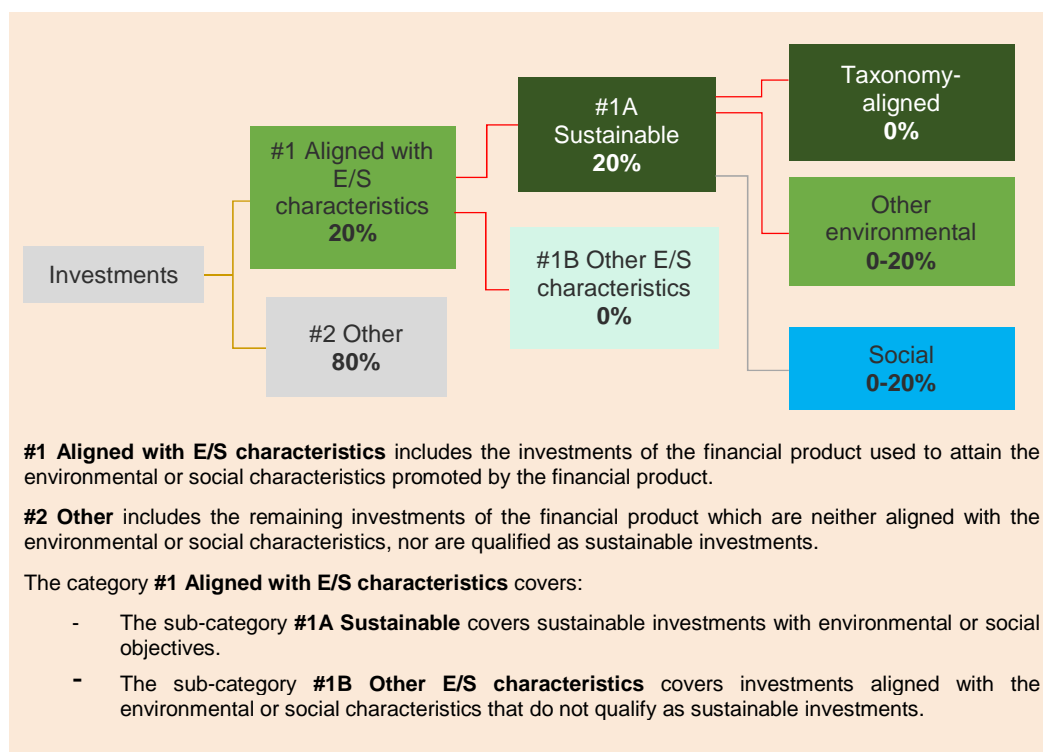 Investments
#1 Aligned with
E/S
characteristics
20%
#2 Other
80%
#1A
Sustainable
20%
#1B Other E/S
characteristics
0%
Taxonomy-
aligned
0%
Other
environmental
0-20%
Social
0-20%
#1 Aligned with E/S characteristics includes the investments of the financial product used to attain the
environmental or social characteristics promoted by the financial product.
#2 Other includes the remaining investments of the financial product which are neither aligned with the
environmental or social characteristics, nor are qualified as sustainable investments.
The category #1 Aligned with E/S characteristics covers:
- The sub-category #1A Sustainable covers sustainable investments with environmental or social
objectives.
- The sub-category #1B Other E/S characteristics covers investments aligned with the
environmental or social characteristics that do not qualify as sustainable investments.